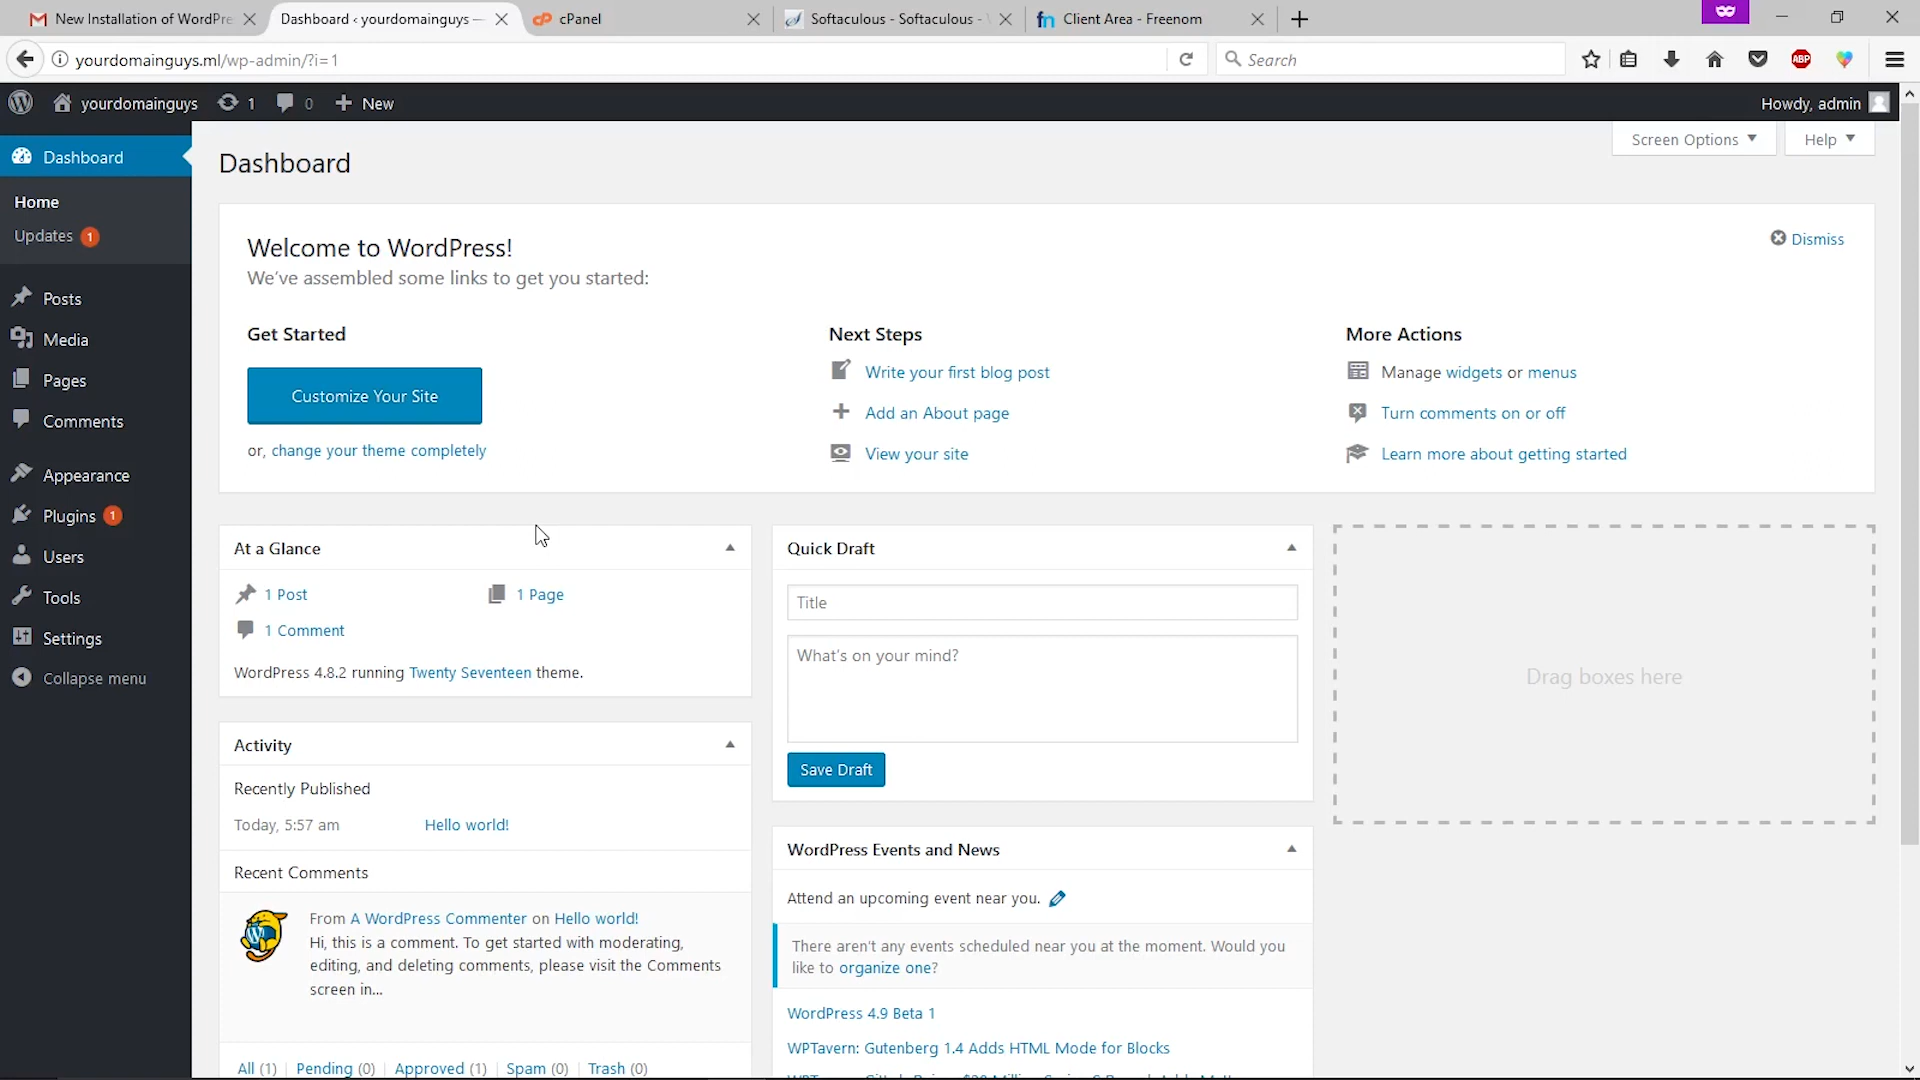 New Installation of WordPre
Dashboard ‹ yourdomainguys —
cPanel
Softaculous - Softaculous -
Client Area - Freenom
yourdomainguys.ml/wp-admin/?i=1
Search
ABP
yourdomainguys
1
0
New
Howdy, admin
Dashboard
Home
Updates 1
Posts
Media
Pages
Comments
Appearance
Plugins 1
Users
Tools
Settings
Collapse menu
Dashboard
Screen Options
Help
Welcome to WordPress!
We've assembled some links to get you started:
Dismiss
Get Started
Customize Your Site
or, change your theme completely
Next Steps
Write your first blog post
Add an About page
View your site
More Actions
Manage widgets or menus
Turn comments on or off
Learn more about getting started
At a Glance
1 Post
1 Page
1 Comment
WordPress 4.8.2 running Twenty Seventeen theme.
Activity
Recently Published
Today, 5:57 am
Hello world!
Recent Comments
From A WordPress Commenter on Hello world!
Hi, this is a comment. To get started with moderating,
editing, and deleting comments, please visit the Comments
screen in...
All (1) | Pending (0) | Approved (1) | Spam (0) | Trash (0)
Quick Draft
Title
What's on your mind?
Save Draft
WordPress Events and News
Attend an upcoming event near you.
There aren't any events scheduled near you at the moment. Would you
like to organize one?
WordPress 4.9 Beta 1
WPTavern: Gutenberg 1.4 Adds HTML Mode for Blocks
Drag boxes here